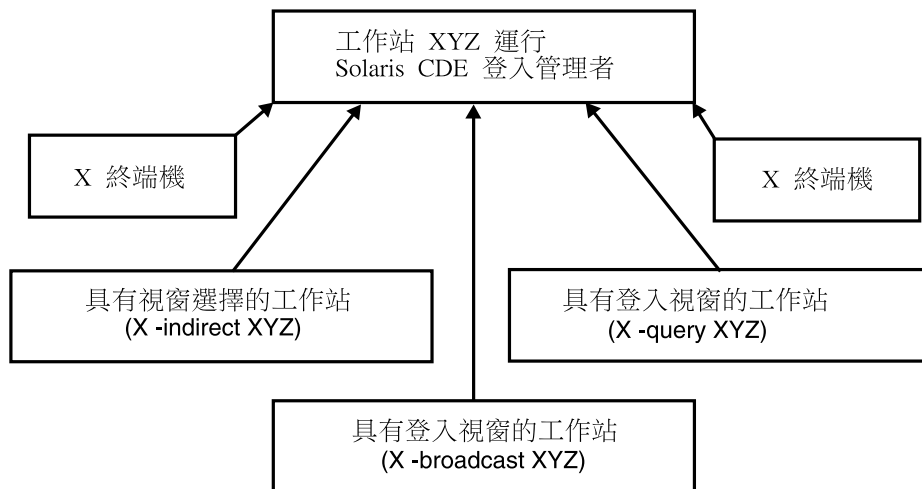 工作站 XYZ 運行
Solaris CDE 登入管理者
X 終端機
X 終端機
具有視窗選擇的工作站
(X -indirect XYZ)
具有登入視窗的工作站
(X -query XYZ)
具有登入視窗的工作站
(X -broadcast XYZ)